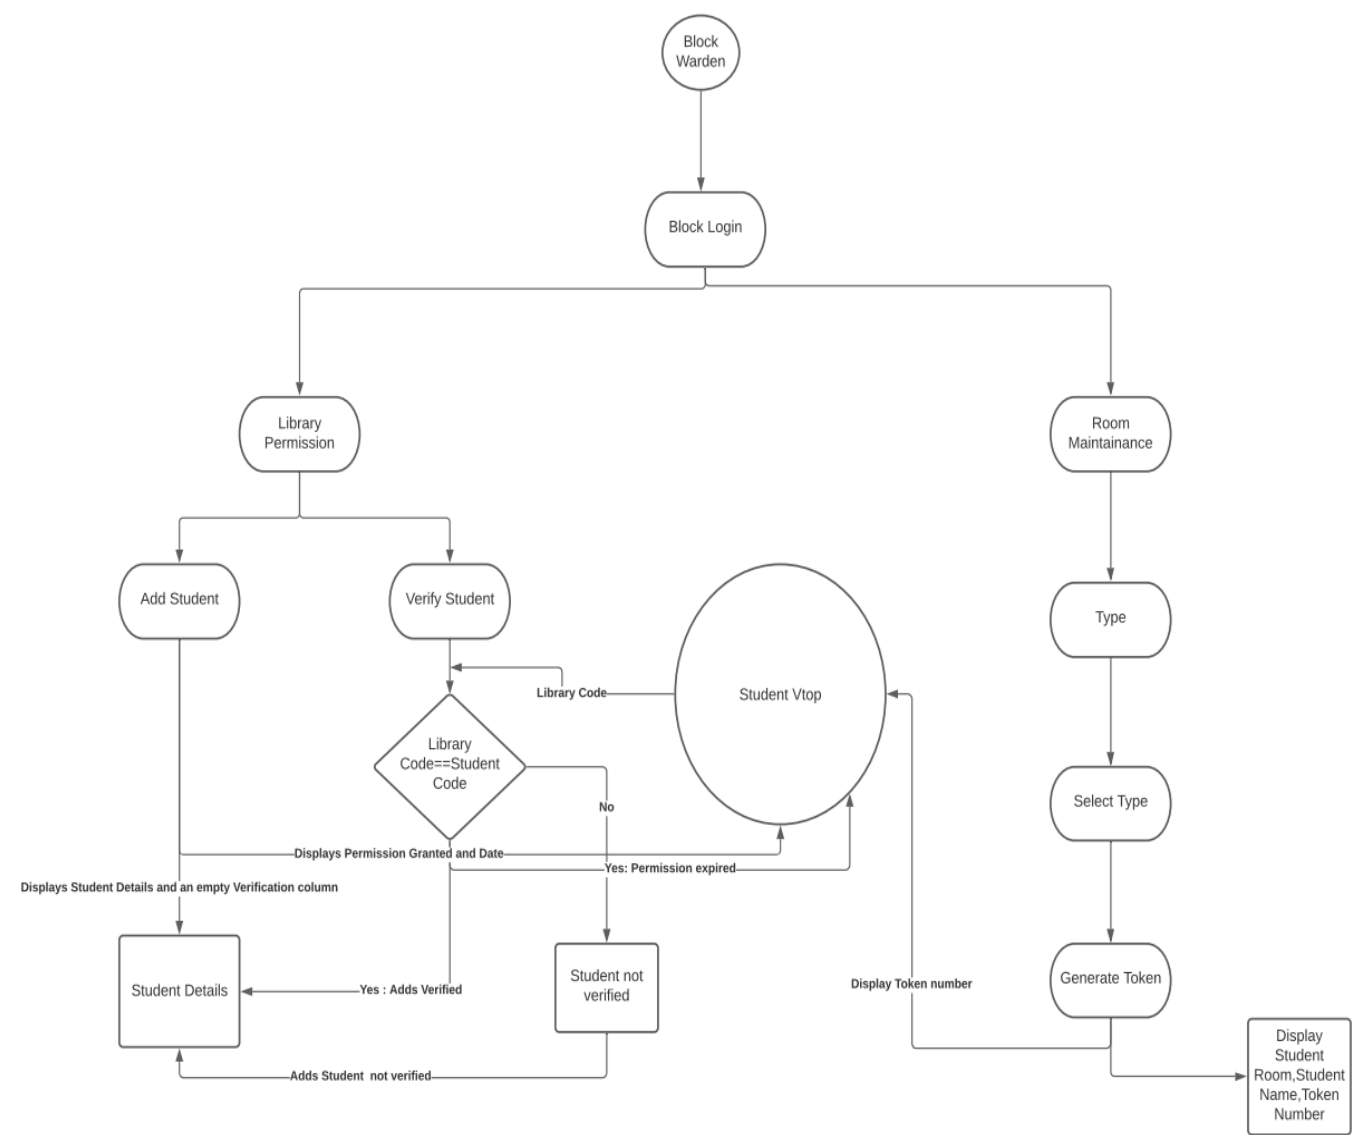 Block
Warden
Block Login
Library
Permission
Room
Maintainance
Add Student
Verify Student
Type
Library Code
Student Vtop
Library
Code==Student
Code
Select Type
No
Displays Permission Granted and Date
Yes: Permission expired
Displays Student Details and an empty Verification column
Student Details
Yes : Adds Verified
Student not
verified
Display Token number
Generate Token
Adds Student  not verified
Display
Student
Room,Student
Name,Token
Number